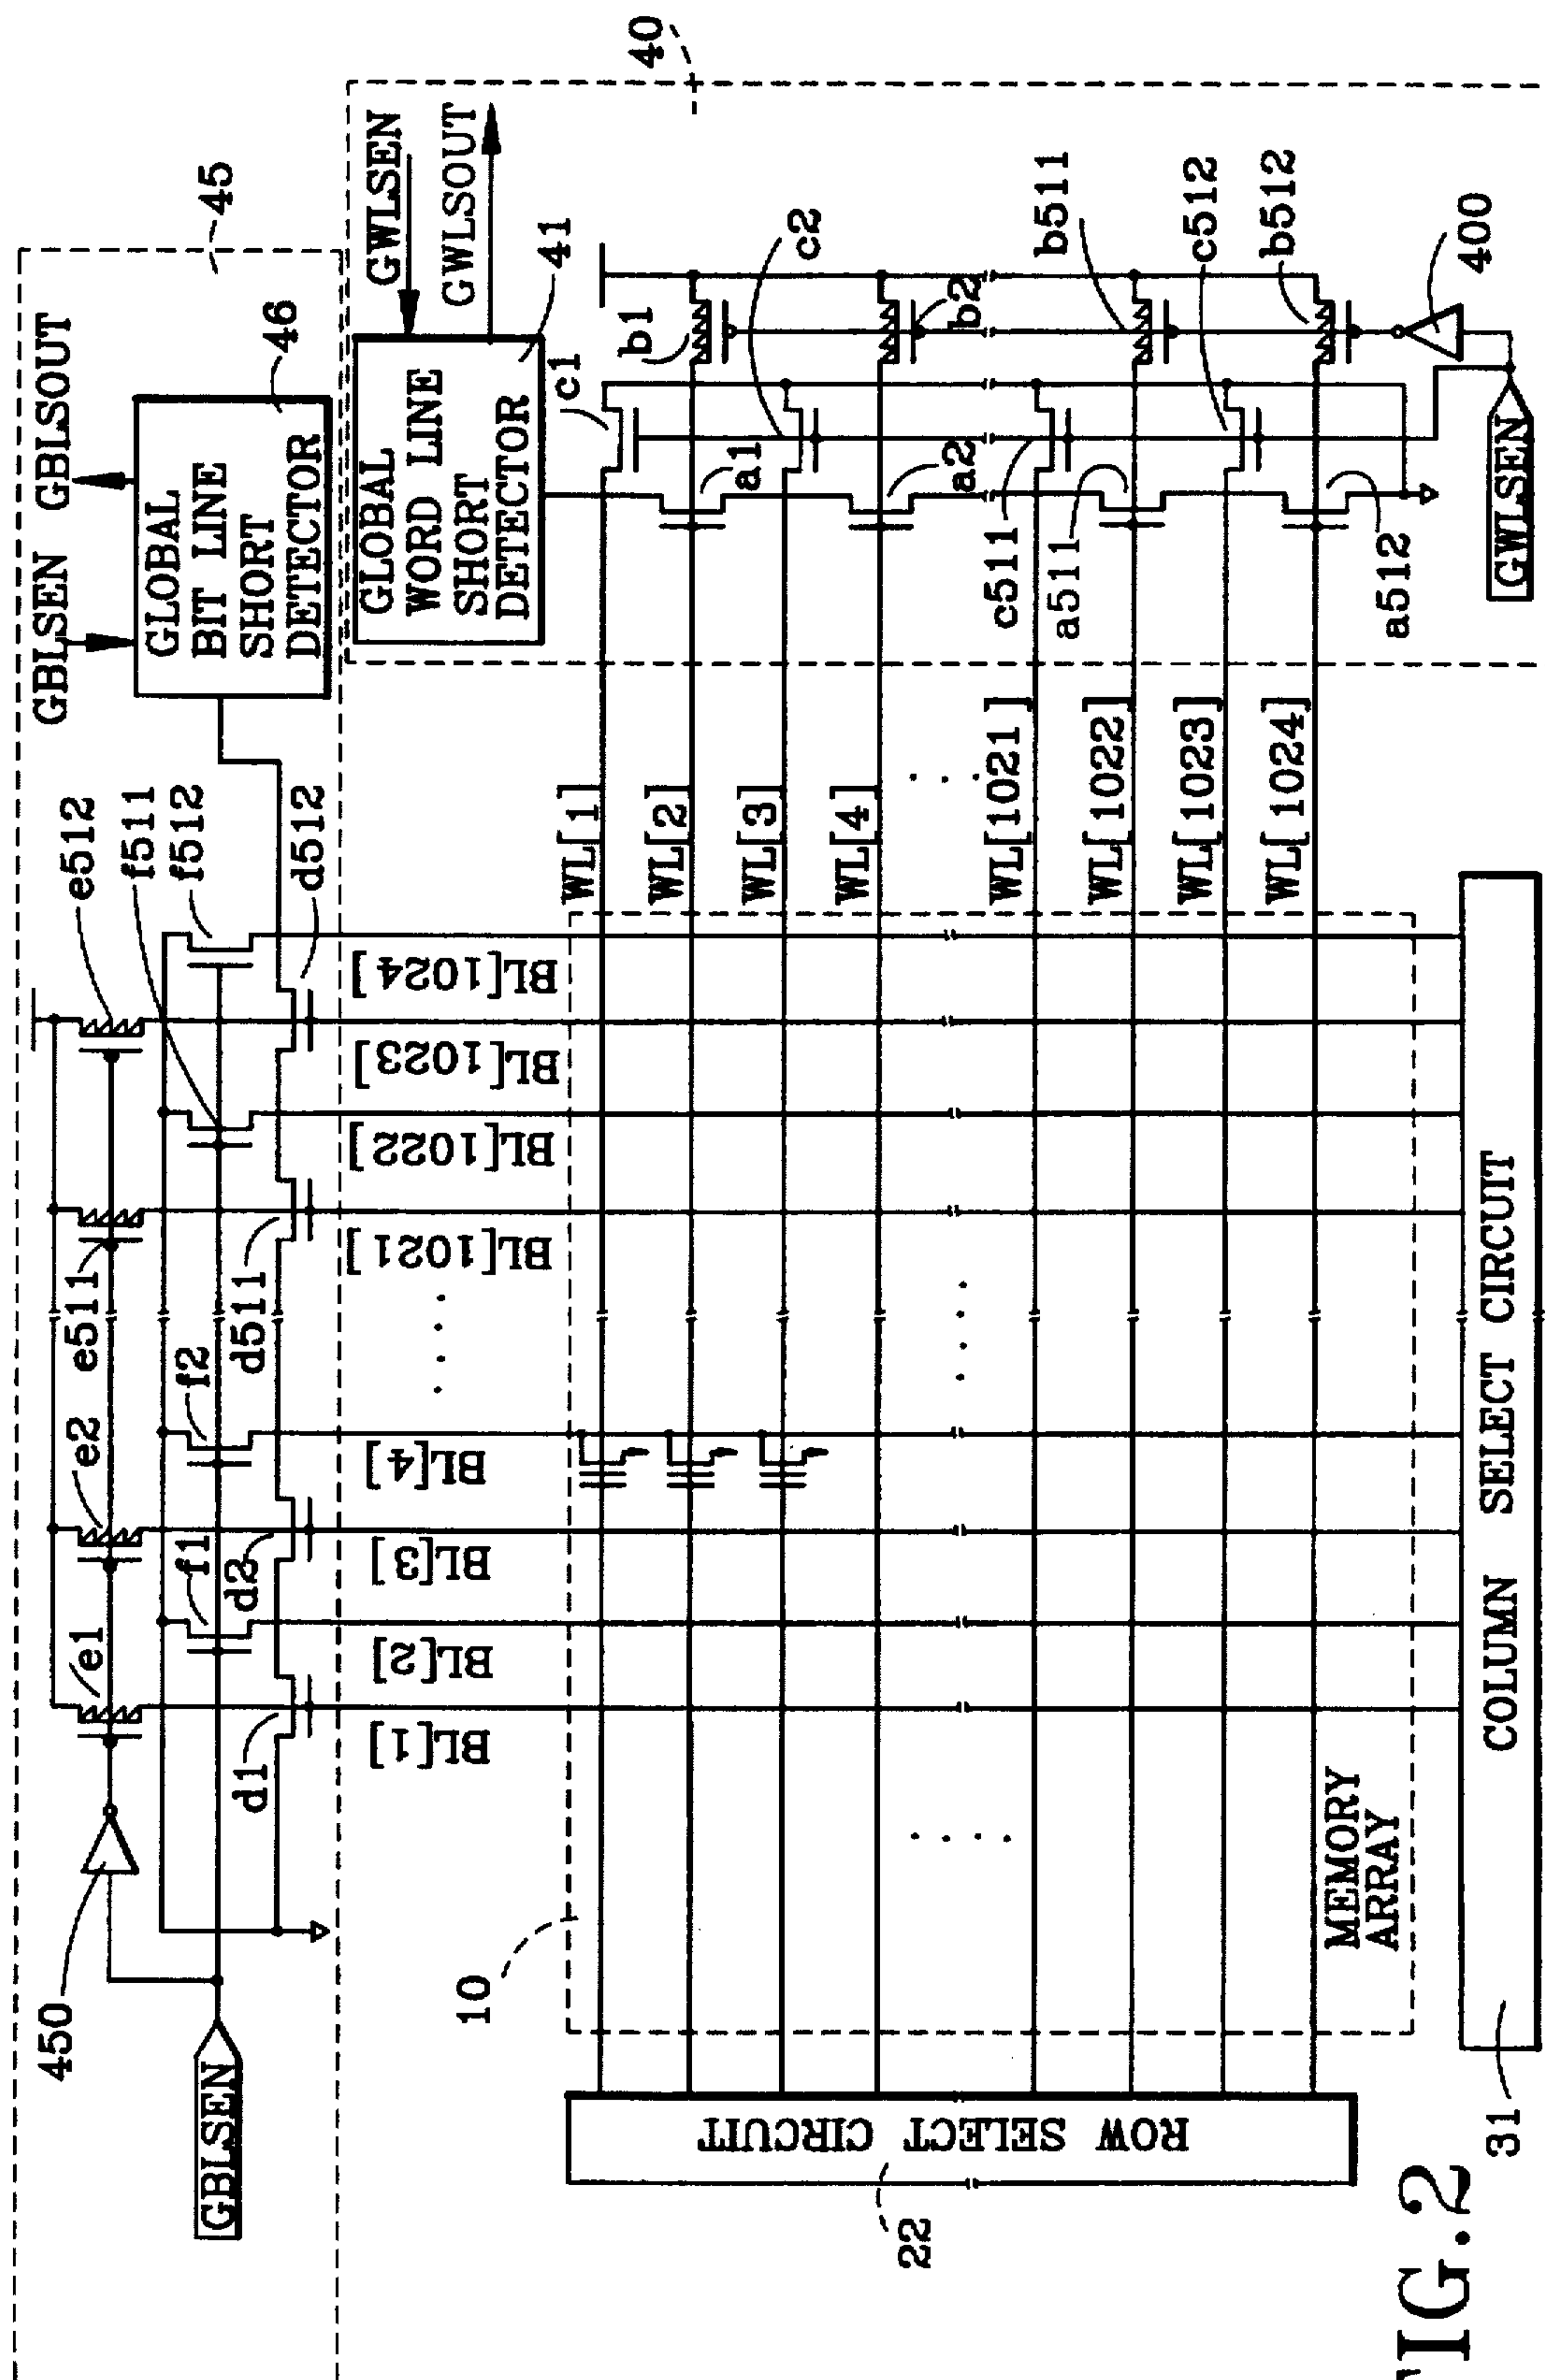 GBLSEN
GBLSOUT
45
40
GLOBAL
BIT LINE
SHORT
DETECTOR
46
GWLSEN
GWLSOUT
GLOBAL
WORD LINE
SHORT
DETECTOR
41
450
GBLSEN
e1
e2
e511
e512
f1
f2
f511
f512
d1
d2
d511
d512
BL[1]
BL[2]
BL[3]
BL[4]
BL[1021]
BL[1022]
BL[1023]
BL[1024]
WL[1]
WL[2]
WL[3]
WL[4]
WL[1021]
WL[1022]
WL[1023]
WL[1024]
c1
c2
c511
c512
b1
b2
b511
b512
a1
a2
a511
a512
400
GWLSEN
10
MEMORY
ARRAY
ROW SELECT CIRCUIT
22
COLUMN SELECT CIRCUIT
31
FIG.2